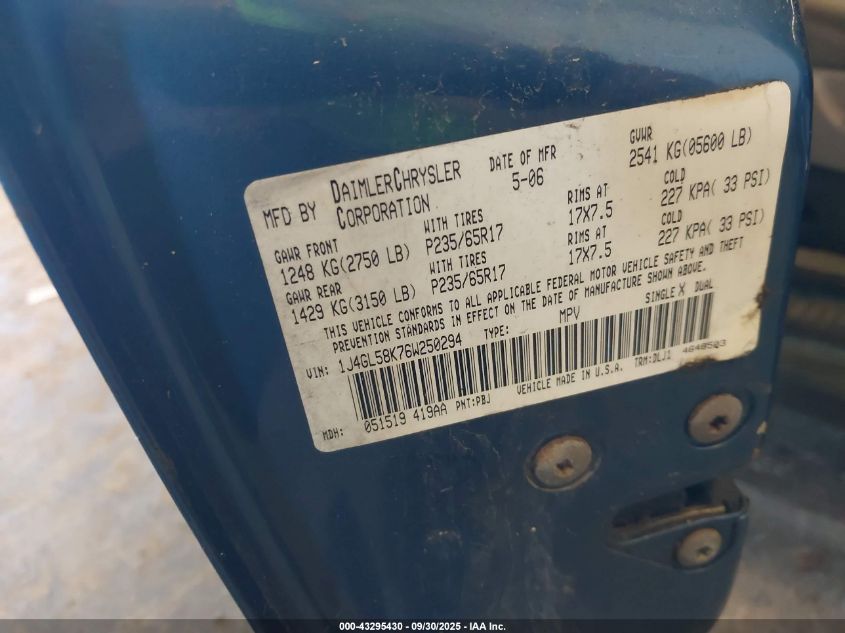 MFD BY DAIMLERCHRYSLER CORPORATION DATE OF MFR 5-06 GVWR 2541 KG(05600 LB)
GAWR FRONT WITH TIRES RIMS AT COLD
1248 KG(2750 LB) P235/65R17 17X7.5 227 KPA( 33 PSI)
GAWR REAR WITH TIRES RIMS AT COLD
1429 KG(3150 LB) P235/65R17 17X7.5 227 KPA( 33 PSI)
THIS VEHICLE CONFORMS TO ALL APPLICABLE FEDERAL MOTOR VEHICLE SAFETY AND THEFT
PREVENTION STANDARDS IN EFFECT ON THE DATE OF MANUFACTURE SHOWN ABOVE.
VIN: 1J4GL58K76W250294 TYPE: MPV SINGLE X DUAL
MDH: 051519 419AA PNT:PBJ VEHICLE MADE IN U.S.A. TRM:DLJ1 4648503
000-43295430 - 09/30/2025 - IAA Inc.